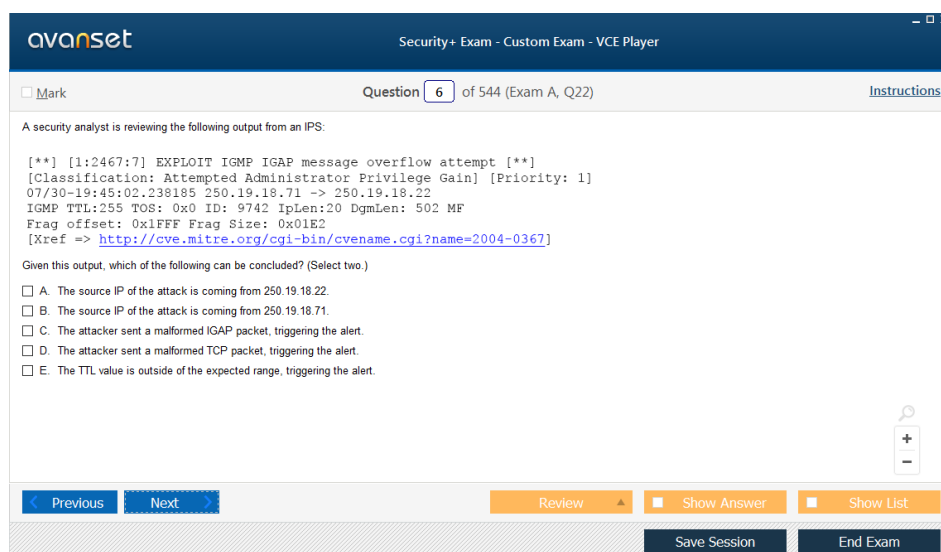 avanset
Security+ Exam - Custom Exam - VCE Player
Mark
Question 6 of 544 (Exam A, Q22)
Instructions
A security analyst is reviewing the following output from an IPS:
[**] [1:2467:7] EXPLOIT IGMP IGAP message overflow attempt [**]
[Classification: Attempted Administrator Privilege Gain] [Priority: 1]
07/30-19:45:02.238185 250.19.18.71 -> 250.19.18.22
IGMP TTL:255 TOS: 0x0 ID: 9742 IpLen:20 DgmLen: 502 MF
Frag offset: 0x1FFF Frag Size: 0x01E2
[Xref => http://cve.mitre.org/cgi-bin/cvename.cgi?name=2004-0367]
Given this output, which of the following can be concluded? (Select two.)
A. The source IP of the attack is coming from 250.19.18.22.
B. The source IP of the attack is coming from 250.19.18.71.
C. The attacker sent a malformed IGAP packet, triggering the alert.
D. The attacker sent a malformed TCP packet, triggering the alert.
E. The TTL value is outside of the expected range, triggering the alert.
+
−
Previous Next Review Show Answer Show List
Save Session End Exam